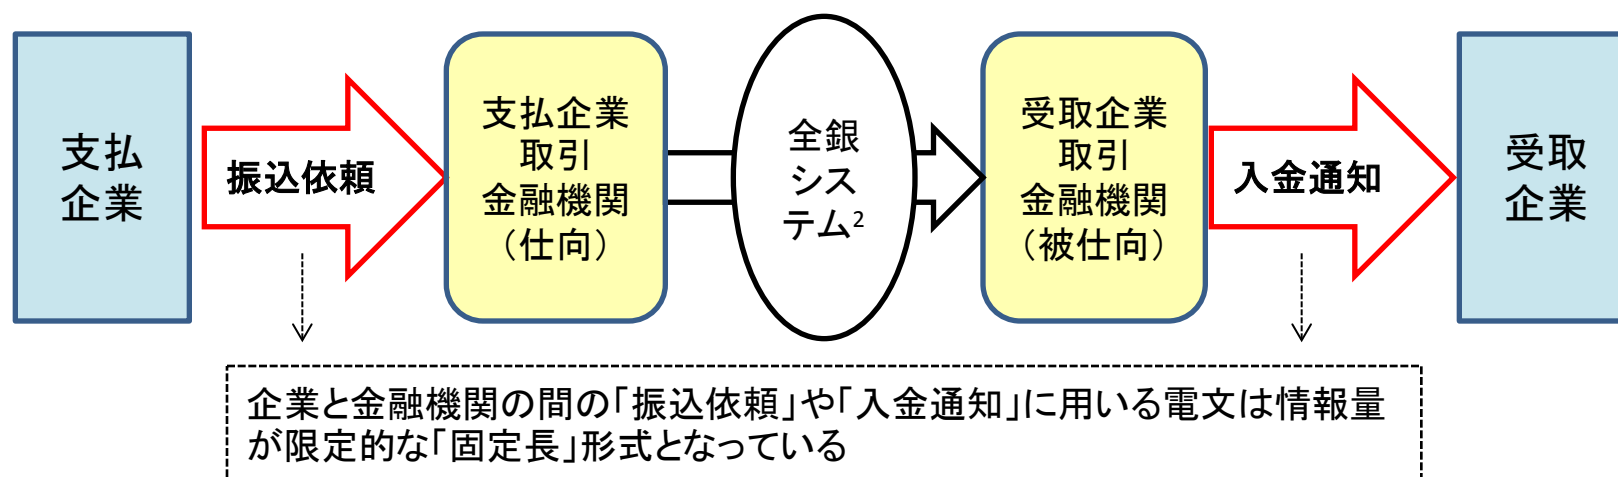 支払
企業
振込依頼
支払企業
取引
金融機関
（仕向）
全銀
シス
テム2
受取企業
取引
金融機関
（被仕向）
入金通知
受取
企業
企業と金融機関の間の「振込依頼」や「入金通知」に用いる電文は情報量
が限定的な「固定長」形式となっている